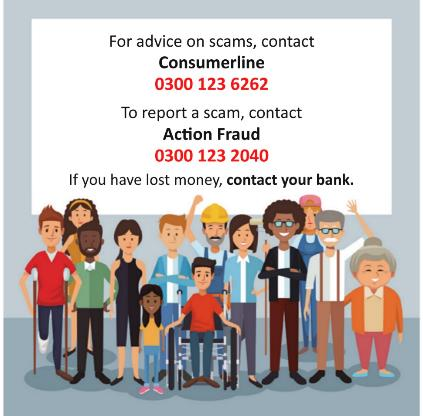 For advice on scams, contact
Consumerline
0300 123 6262
To report a scam, contact
Action Fraud
0300 123 2040
If you have lost money, contact your bank.